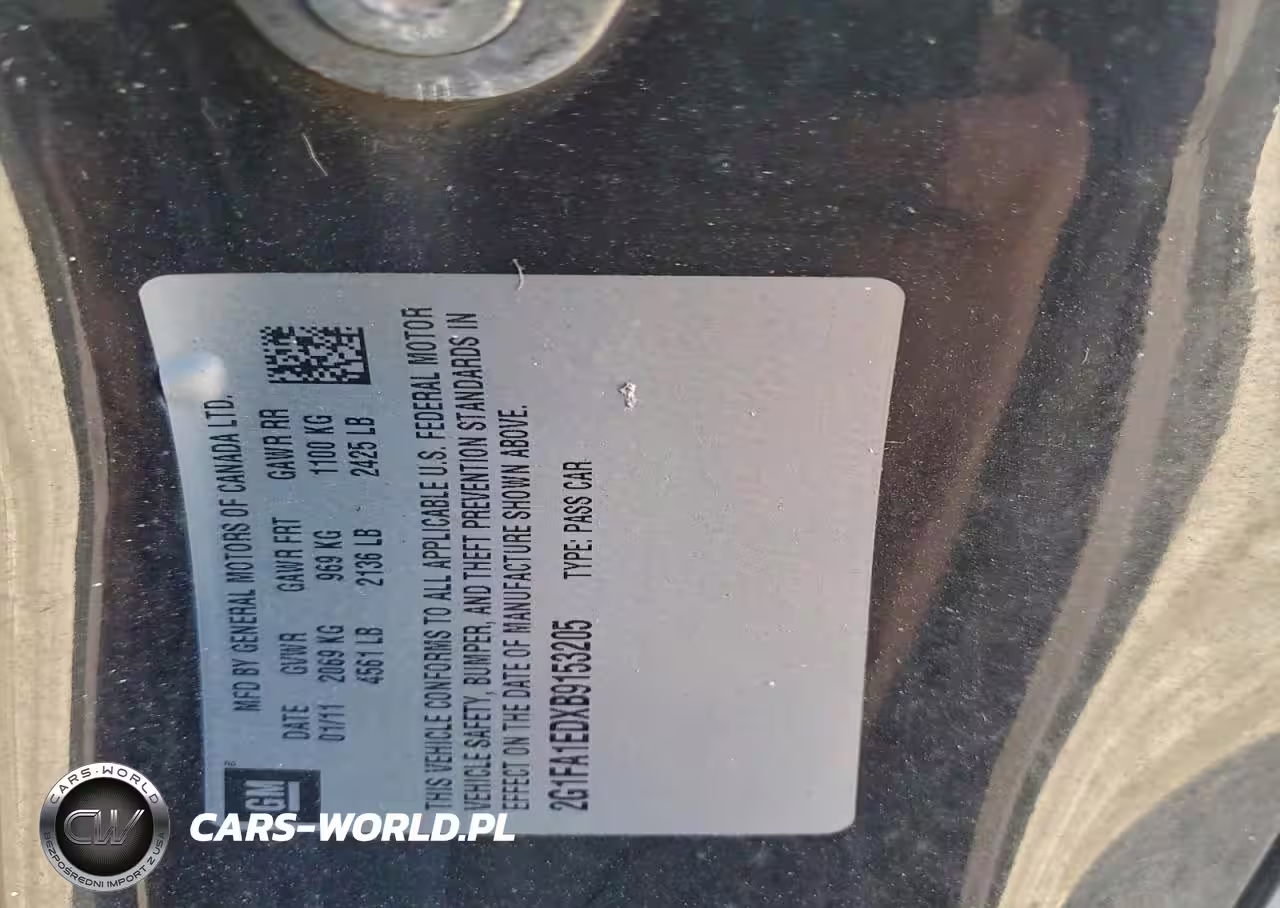 GM
MFD BY GENERAL MOTORS OF CANADA LTD.
DATE GVWR GAWR FRT GAWR RR
01/11 2069 KG 969 KG 1100 KG
4561 LB 2136 LB 2425 LB
THIS VEHICLE CONFORMS TO ALL APPLICABLE U.S. FEDERAL MOTOR
VEHICLE SAFETY, BUMPER, AND THEFT PREVENTION STANDARDS IN
EFFECT ON THE DATE OF MANUFACTURE SHOWN ABOVE.
2G1FA1EDXB9153205 TYPE: PASS CAR
CARS-WORLD
CW
BEZPOŚREDNI IMPORT Z USA
CARS-WORLD.PL